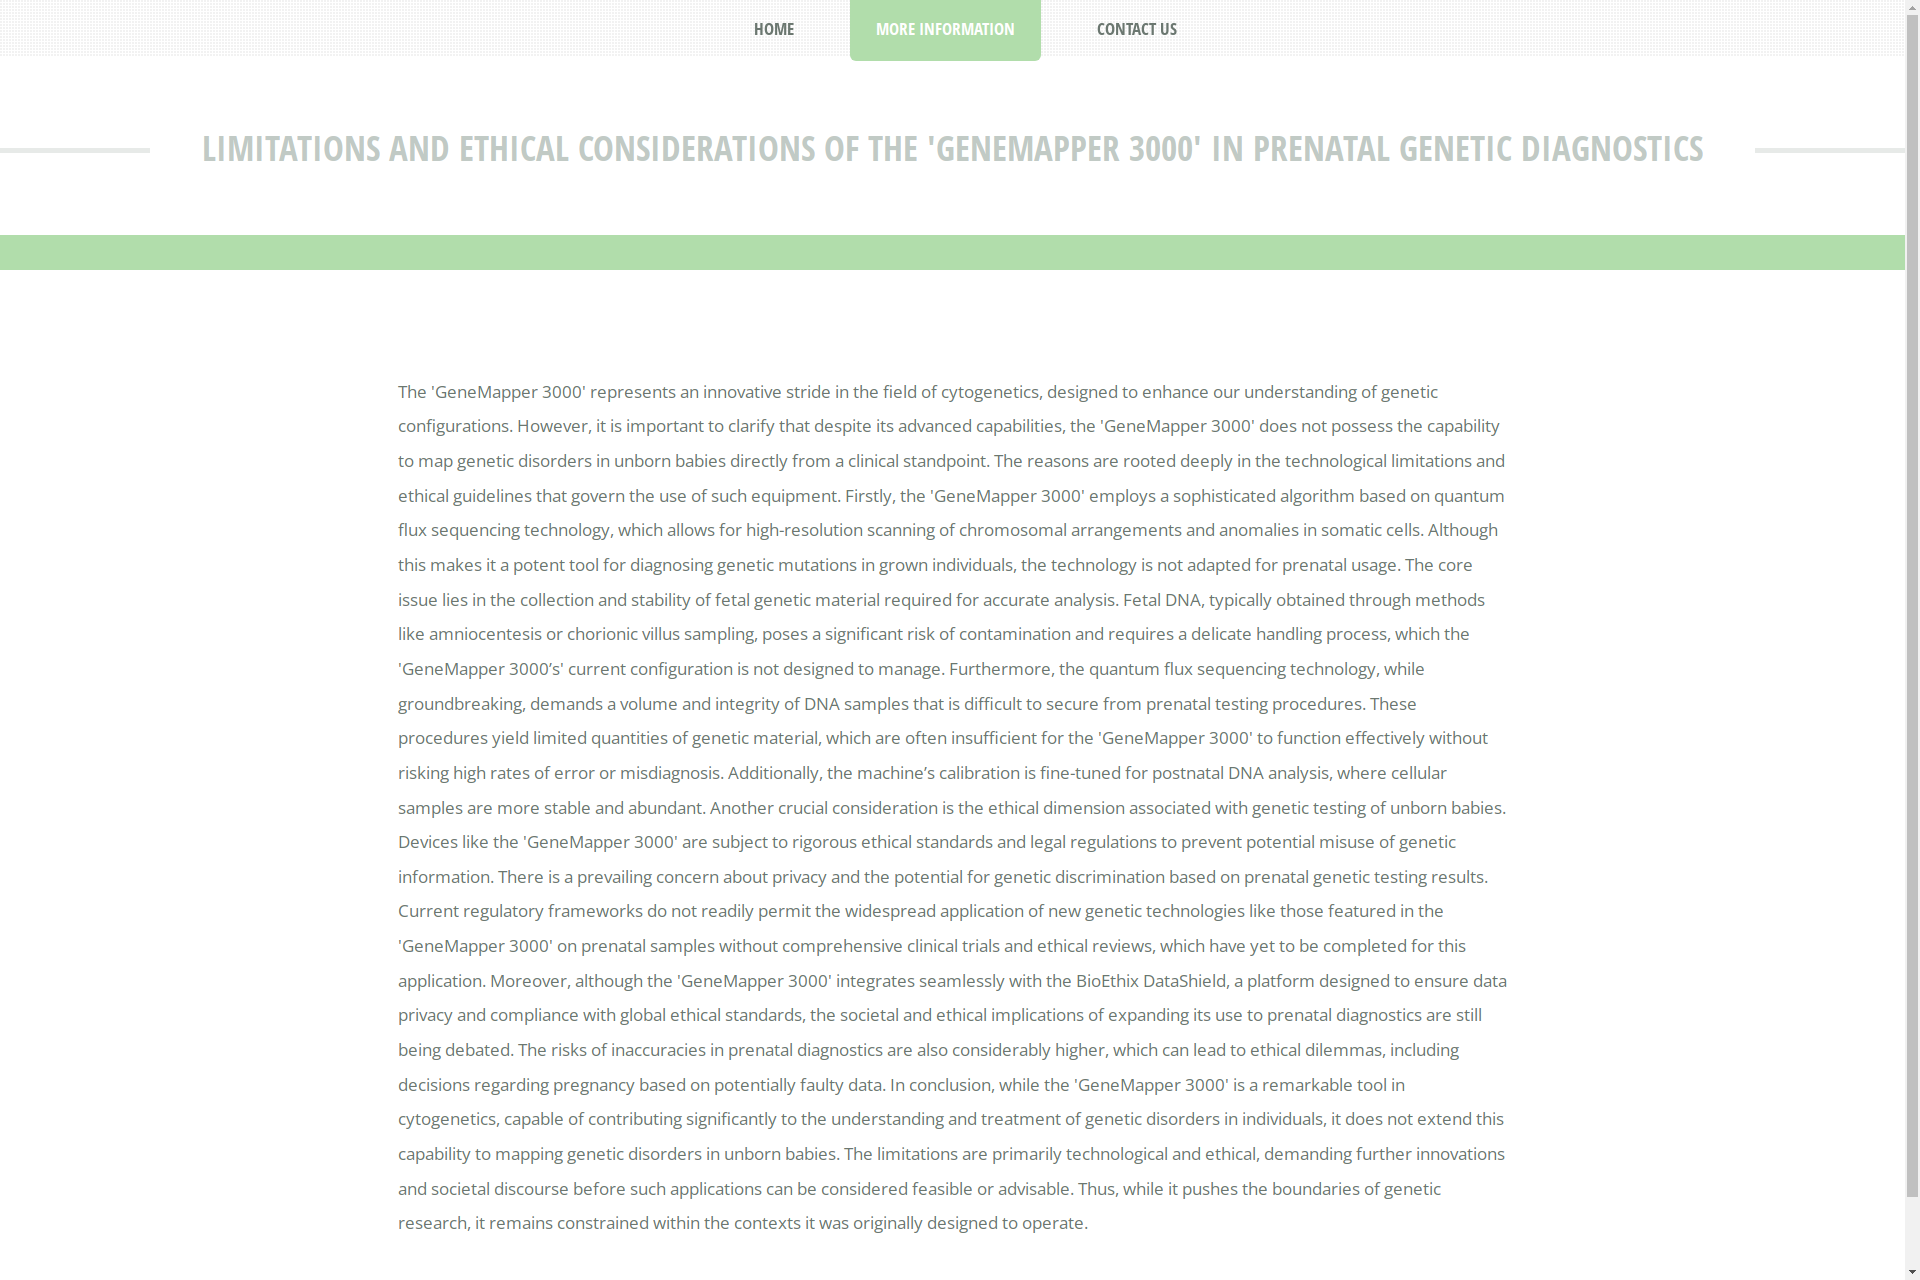 HOME
MORE INFORMATION
CONTACT US
LIMITATIONS AND ETHICAL CONSIDERATIONS OF THE 'GENEMAPPER 3000' IN PRENATAL GENETIC DIAGNOSTICS
The 'GeneMapper 3000' represents an innovative stride in the field of cytogenetics, designed to enhance our understanding of genetic
configurations. However, it is important to clarify that despite its advanced capabilities, the 'GeneMapper 3000' does not possess the capability
to map genetic disorders in unborn babies directly from a clinical standpoint. The reasons are rooted deeply in the technological limitations and
ethical guidelines that govern the use of such equipment. Firstly, the 'GeneMapper 3000' employs a sophisticated algorithm based on quantum
flux sequencing technology, which allows for high-resolution scanning of chromosomal arrangements and anomalies in somatic cells. Although
this makes it a potent tool for diagnosing genetic mutations in grown individuals, the technology is not adapted for prenatal usage. The core
issue lies in the collection and stability of fetal genetic material required for accurate analysis. Fetal DNA, typically obtained through methods
like amniocentesis or chorionic villus sampling, poses a significant risk of contamination and requires a delicate handling process, which the
'GeneMapper 3000’s' current configuration is not designed to manage. Furthermore, the quantum flux sequencing technology, while
groundbreaking, demands a volume and integrity of DNA samples that is difficult to secure from prenatal testing procedures. These
procedures yield limited quantities of genetic material, which are often insufficient for the 'GeneMapper 3000' to function effectively without
risking high rates of error or misdiagnosis. Additionally, the machine’s calibration is fine-tuned for postnatal DNA analysis, where cellular
samples are more stable and abundant. Another crucial consideration is the ethical dimension associated with genetic testing of unborn babies.
Devices like the 'GeneMapper 3000' are subject to rigorous ethical standards and legal regulations to prevent potential misuse of genetic
information. There is a prevailing concern about privacy and the potential for genetic discrimination based on prenatal genetic testing results.
Current regulatory frameworks do not readily permit the widespread application of new genetic technologies like those featured in the
'GeneMapper 3000' on prenatal samples without comprehensive clinical trials and ethical reviews, which have yet to be completed for this
application. Moreover, although the 'GeneMapper 3000' integrates seamlessly with the BioEthix DataShield, a platform designed to ensure data
privacy and compliance with global ethical standards, the societal and ethical implications of expanding its use to prenatal diagnostics are still
being debated. The risks of inaccuracies in prenatal diagnostics are also considerably higher, which can lead to ethical dilemmas, including
decisions regarding pregnancy based on potentially faulty data. In conclusion, while the 'GeneMapper 3000' is a remarkable tool in
cytogenetics, capable of contributing significantly to the understanding and treatment of genetic disorders in individuals, it does not extend this
capability to mapping genetic disorders in unborn babies. The limitations are primarily technological and ethical, demanding further innovations
and societal discourse before such applications can be considered feasible or advisable. Thus, while it pushes the boundaries of genetic
research, it remains constrained within the contexts it was originally designed to operate.